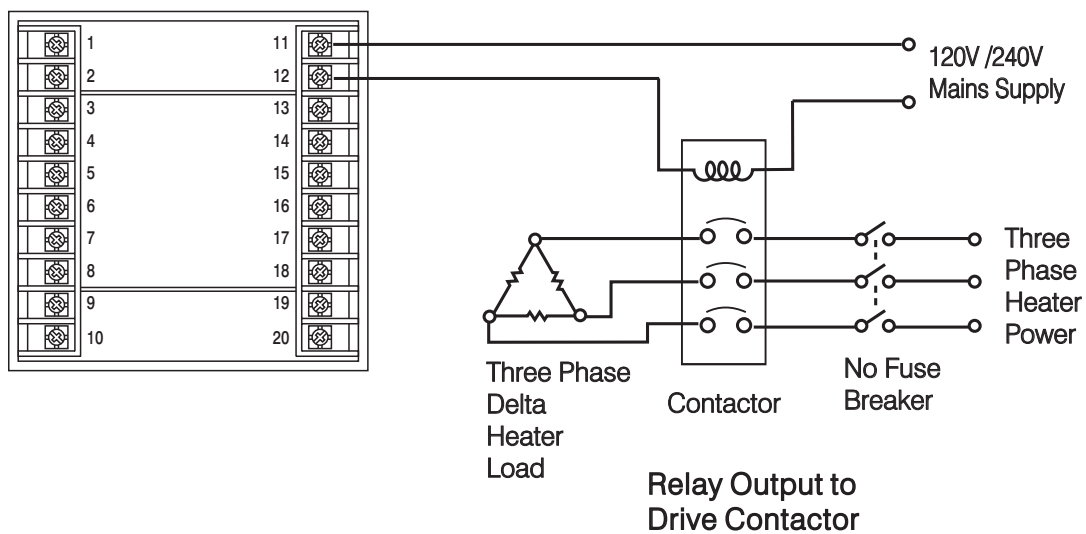 1
2
3
4
5
6
7
8
9
10
11
12
13
14
15
16
17
18
19
20
120V /240V
Mains Supply
Three
Phase
Heater
Power
No Fuse
Breaker
Contactor
Three Phase
Delta
Heater
Load
Relay Output to
Drive Contactor